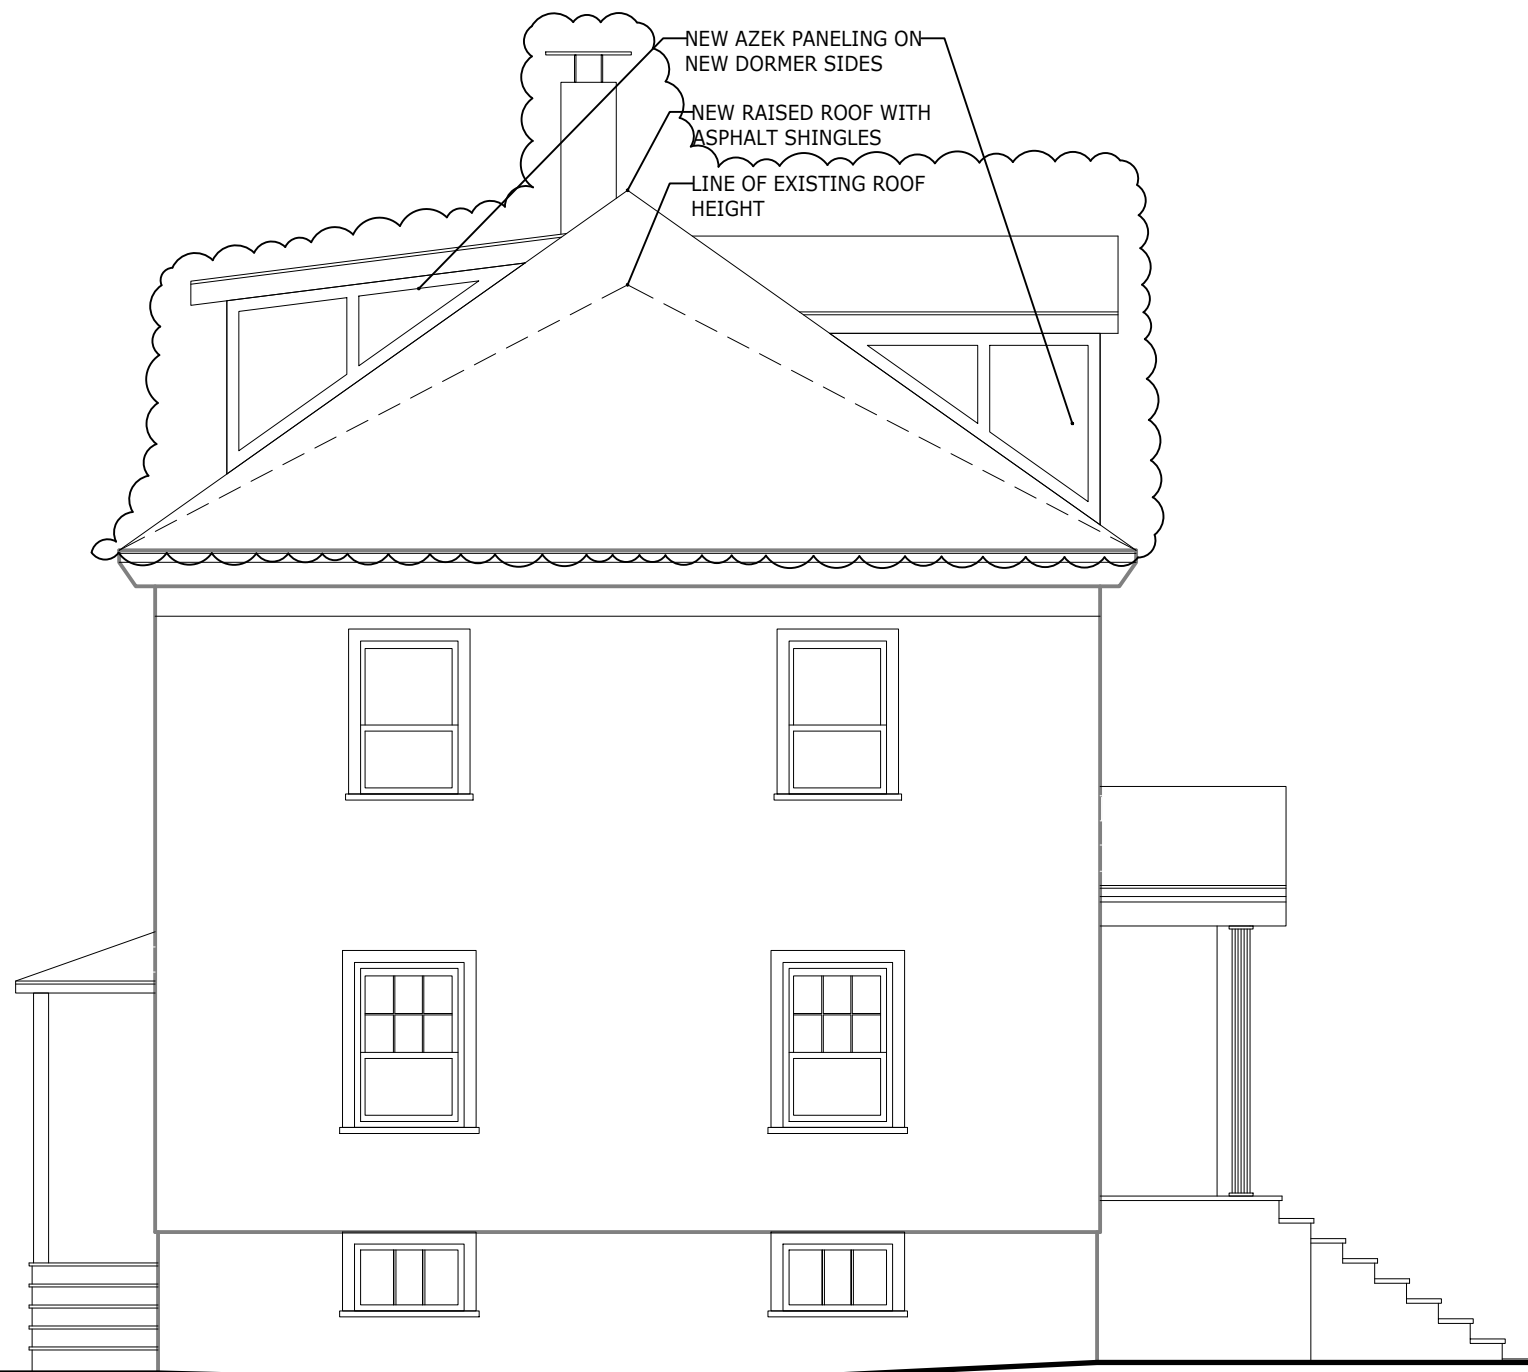 NEW AZEK PANELING ON
NEW DORMER SIDES
NEW RAISED ROOF WITH
ASPHALT SHINGLES
LINE OF EXISTING ROOF
HEIGHT